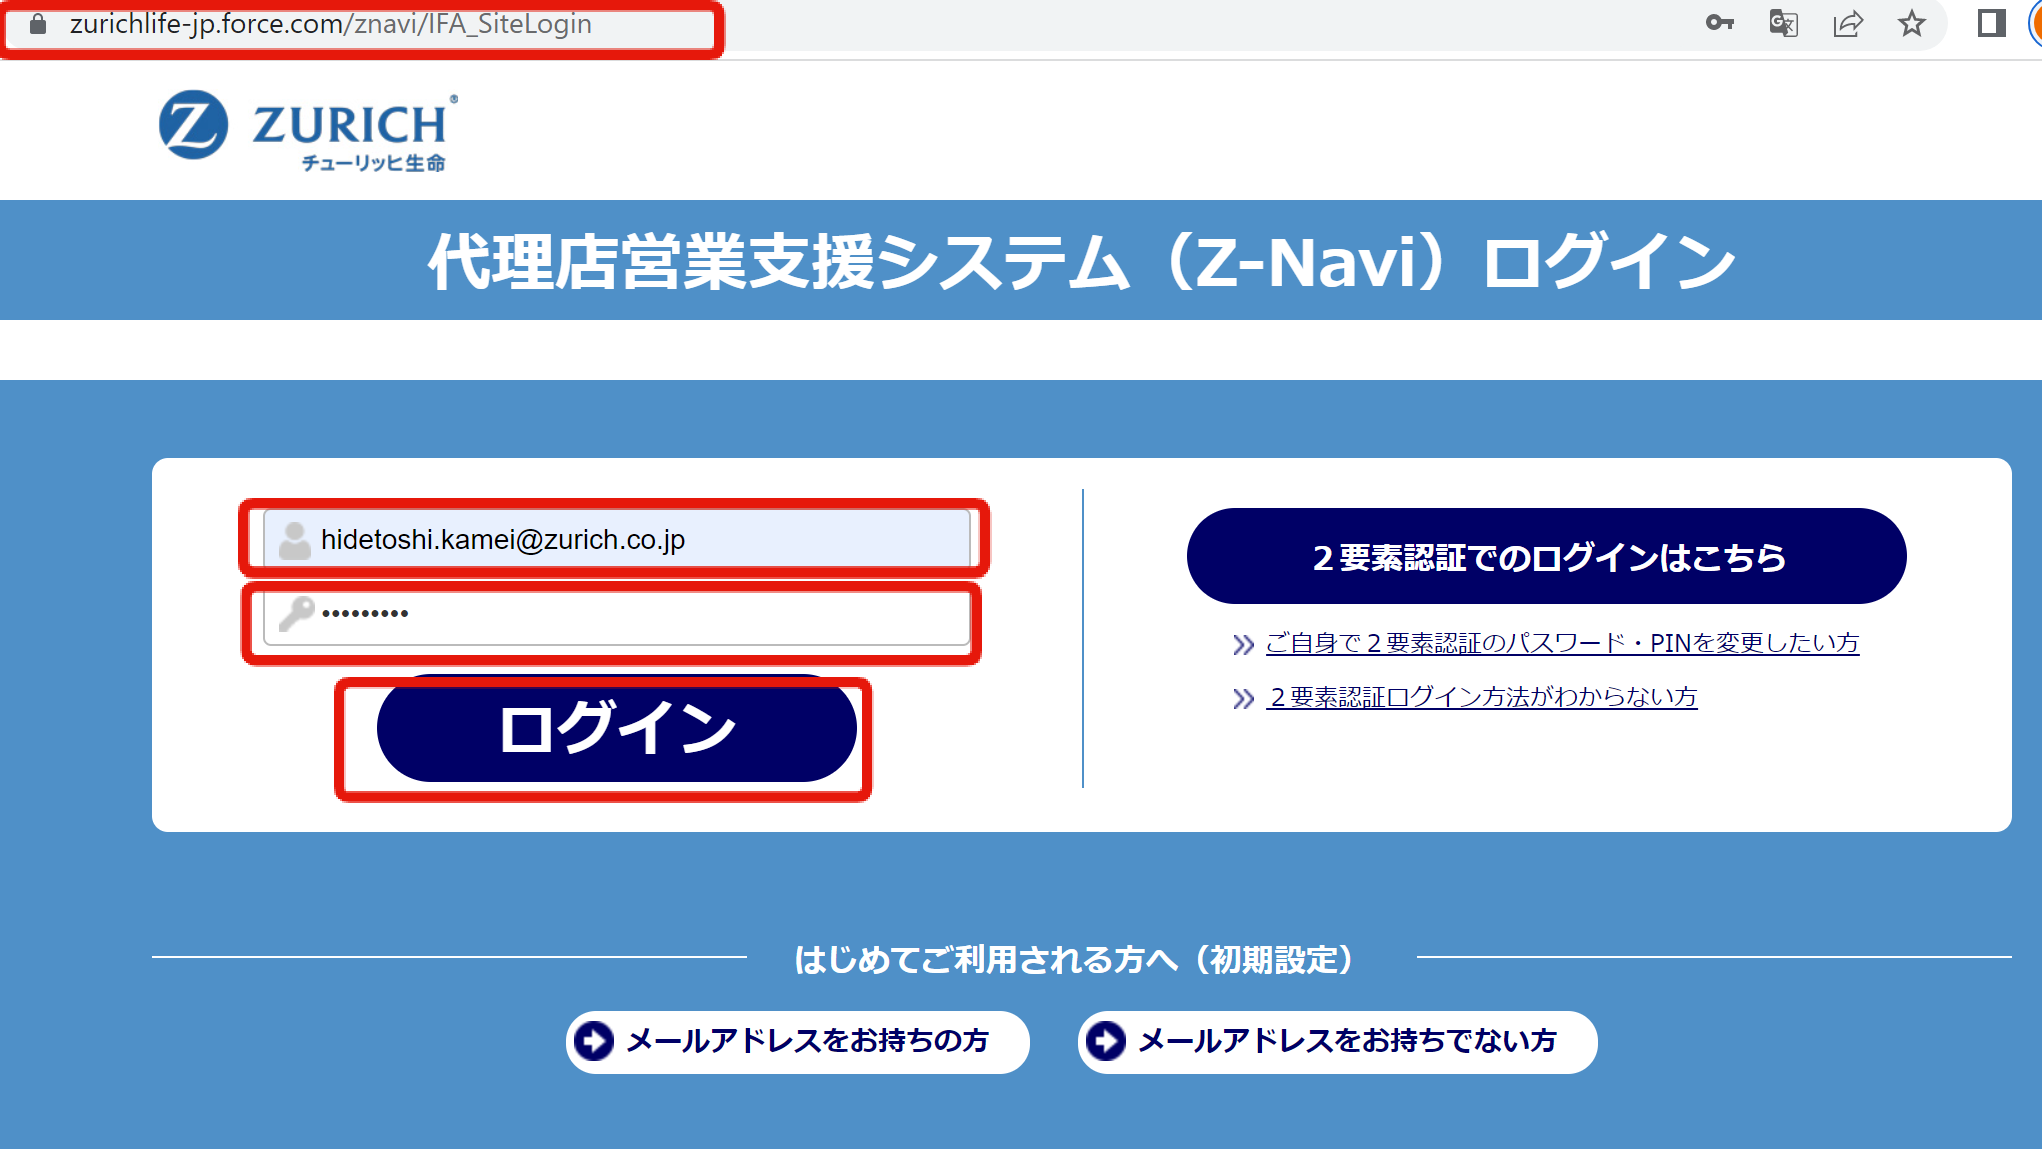 zurichlife-jp.force.com/znavi/IFA_SiteLogin
Z ZURICH®
チューリッヒ生命
代理店営業支援システム（Z-Navi）ログイン
hidetoshi.kamei@zurich.co.jp
•••••••••
ログイン
２要素認証でのログインはこちら
ご自身で２要素認証のパスワード・PINを変更したい方
２要素認証ログイン方法がわからない方
はじめてご利用される方へ（初期設定）
メールアドレスをお持ちの方
メールアドレスをお持ちでない方